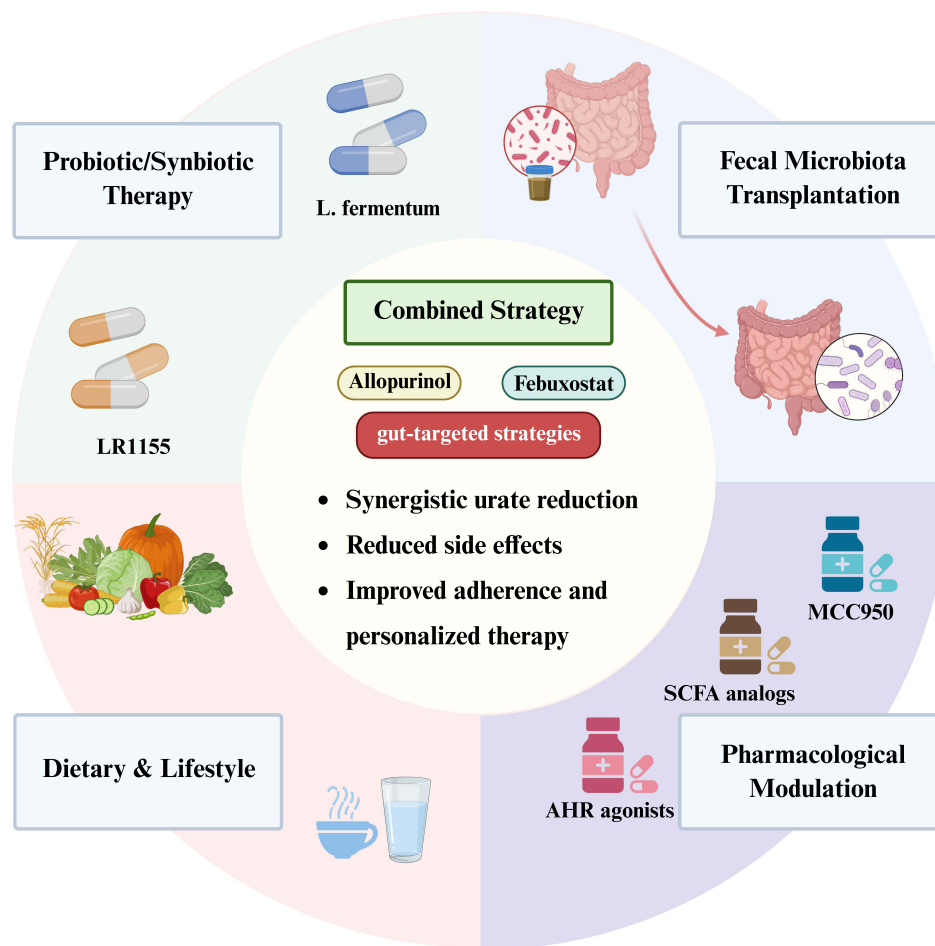 Probiotic/Synbiotic
Therapy
L. fermentum
LR1155
Fecal Microbiota
Transplantation
Combined Strategy
Allopurinol
Febuxostat
gut-targeted strategies
• Synergistic urate reduction
• Reduced side effects
• Improved adherence and
personalized therapy
MCC950
SCFA analogs
AHR agonists
Pharmacological
Modulation
Dietary & Lifestyle